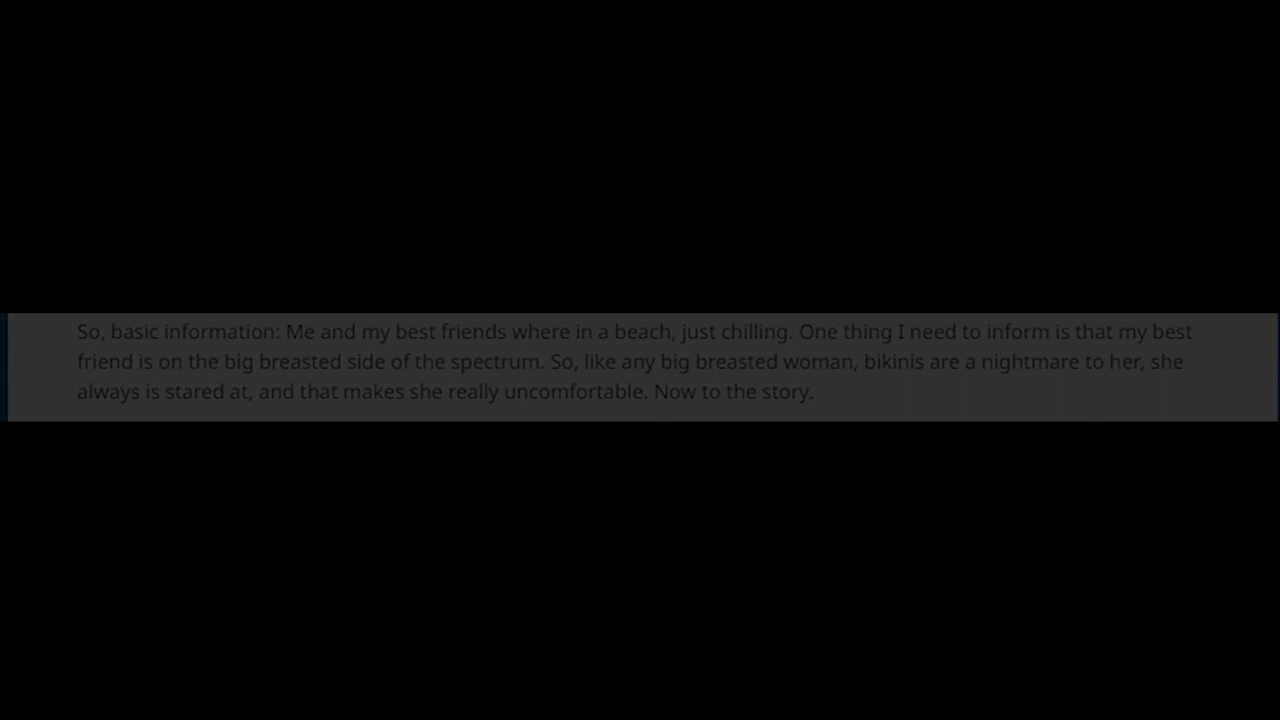 So, basic information: Me and my best friends where in a beach, just chilling. One thing I need to inform is that my best
friend is on the big breasted side of the spectrum. So, like any big breasted woman, bikinis are a nightmare to her, she
always is stared at, and that makes she really uncomfortable. Now to the story.